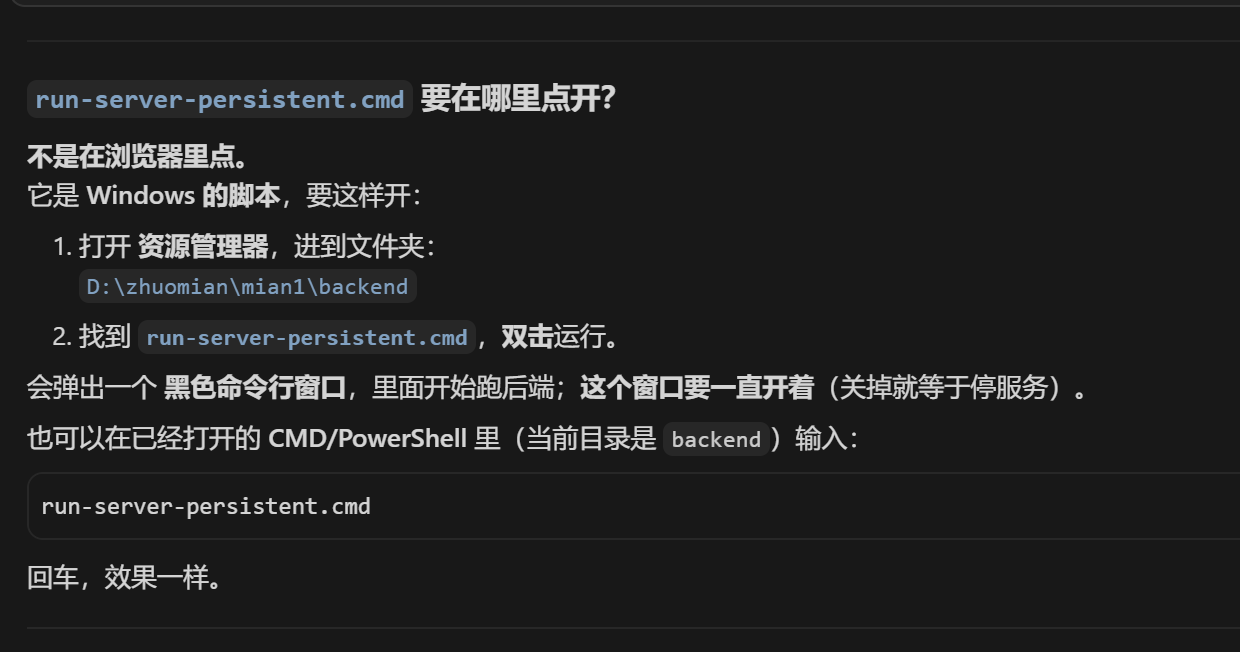 run-server-persistent.cmd 要在哪里点开？
不是在浏览器里点。
它是 Windows 的脚本，要这样开：
1. 打开 资源管理器，进到文件夹：
D:\zhuomian\mian1\backend
2. 找到 run-server-persistent.cmd，双击运行。
会弹出一个 黑色命令行窗口，里面开始跑后端；这个窗口要一直开着（关掉就等于停服务）。
也可以在已经打开的 CMD/PowerShell 里（当前目录是 backend）输入：
run-server-persistent.cmd
回车，效果一样。